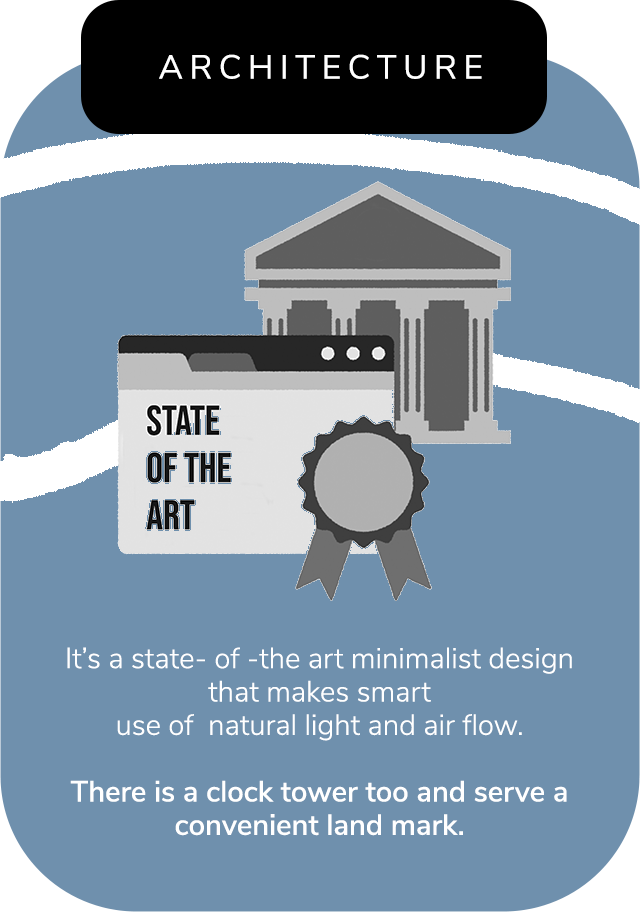 ARCHITECTURE
STATE
OF THE
ART
It's a state- of -the art minimalist design
that makes smart
use of  natural light and air flow.
There is a clock tower too and serve a
convenient land mark.